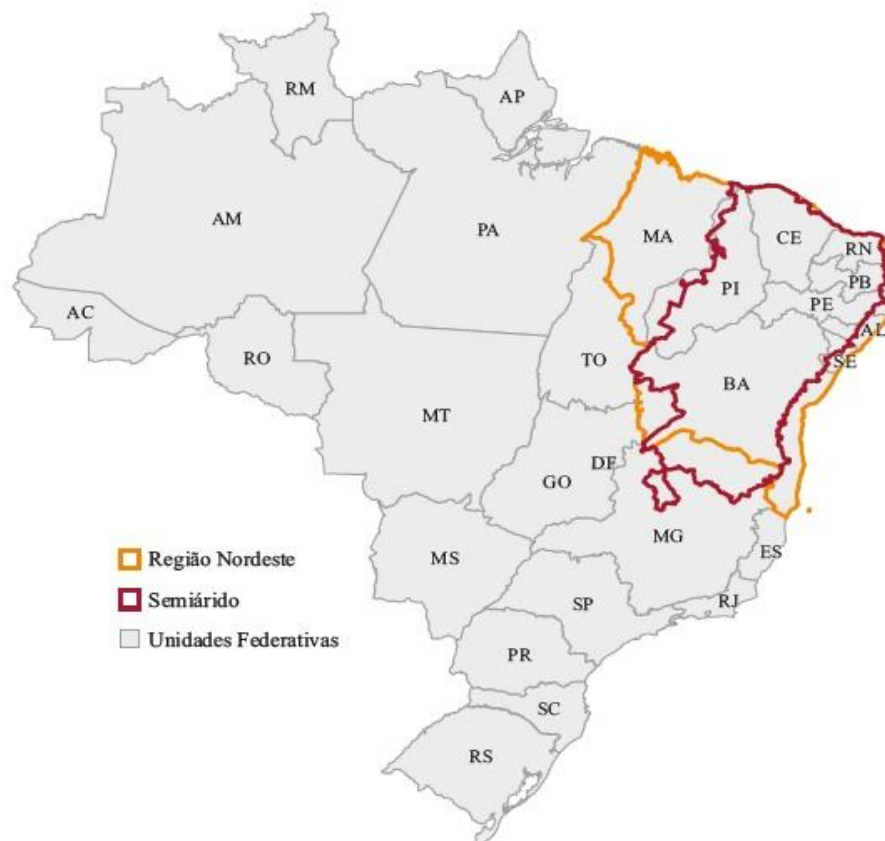 RM
AP
AM
PA
MA
CE
RN
PB
PI
PE
AC
AL
RO
TO
SE
BA
MT
DF
GO
MG
Região Nordeste
MS
ES
Semiárido
SP
RJ
Unidades Federativas
PR
SC
RS